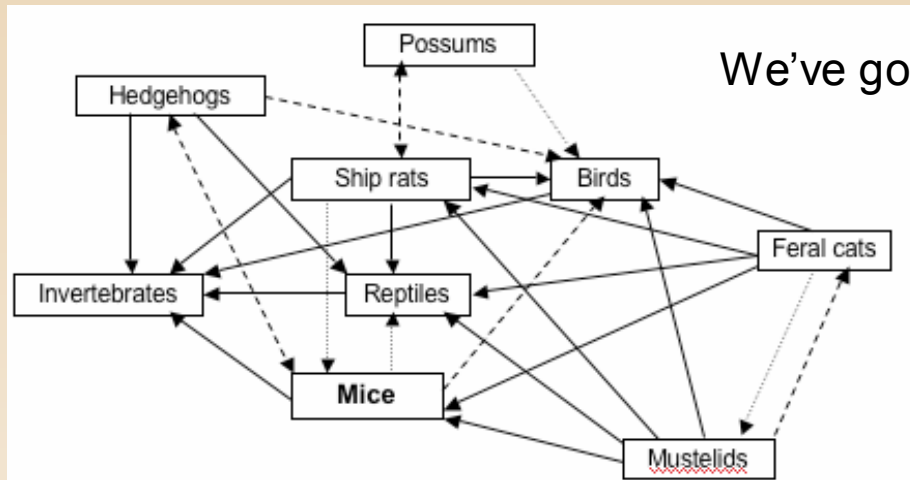 Possums
We've go
Hedgehogs
Ship rats
Birds
Feral cats
Invertebrates
Reptiles
Mice
Mustelids